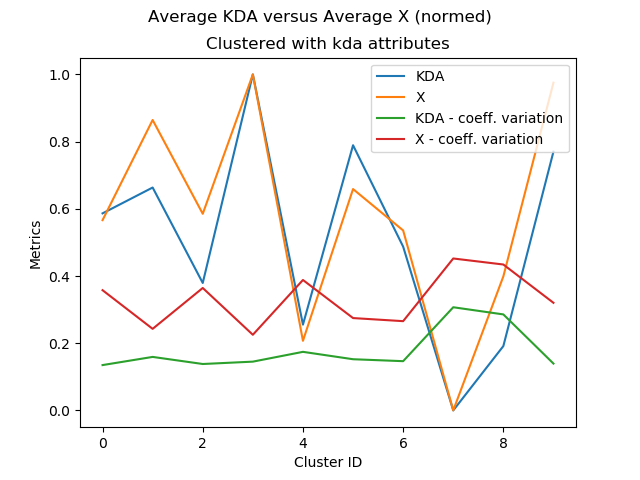 Average KDA versus Average X (normed)
Clustered with kda attributes
KDA
X
KDA - coeff. variation
X - coeff. variation
Metrics
1.0
0.8
0.6
0.4
0.2
0.0
0 2 4 6 8
Cluster ID